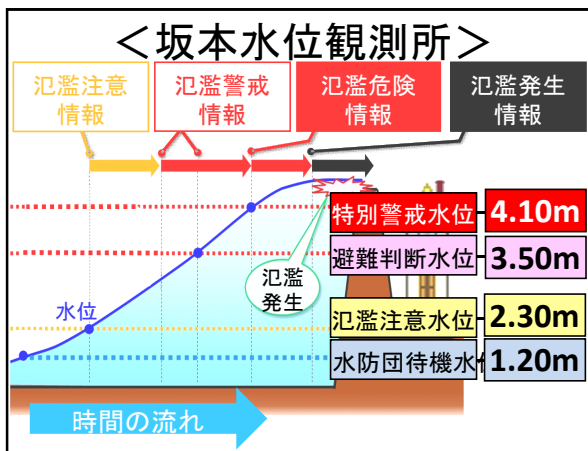 ＜坂本水位観測所＞
氾濫注意
情報
氾濫警戒
情報
氾濫危険
情報
氾濫発生
情報
特別警戒水位
4.10m
避難判断水位
3.50m
氾濫
発生
水位
氾濫注意水位
2.30m
水防団待機水
1.20m
時間の流れ